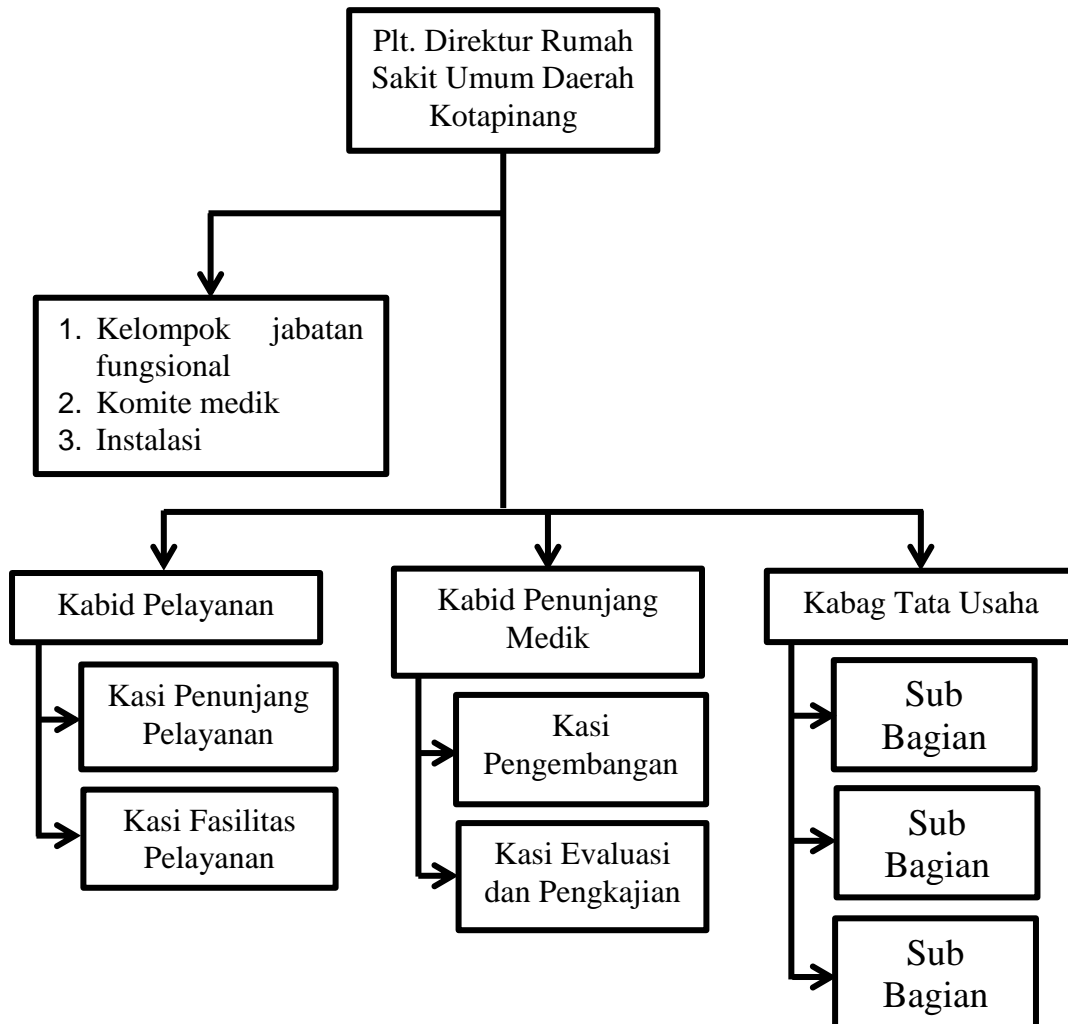 Plt. Direktur Rumah
Sakit Umum Daerah
Kotapinang
1. Kelompok jabatan
fungsional
2. Komite medik
3. Instalasi
Kabid Pelayanan
Kasi Penunjang
Pelayanan
Kasi Fasilitas
Pelayanan
Kabid Penunjang
Medik
Kasi
Pengembangan
Kasi Evaluasi
dan Pengkajian
Kabag Tata Usaha
Sub
Bagian
Sub
Bagian
Sub
Bagian